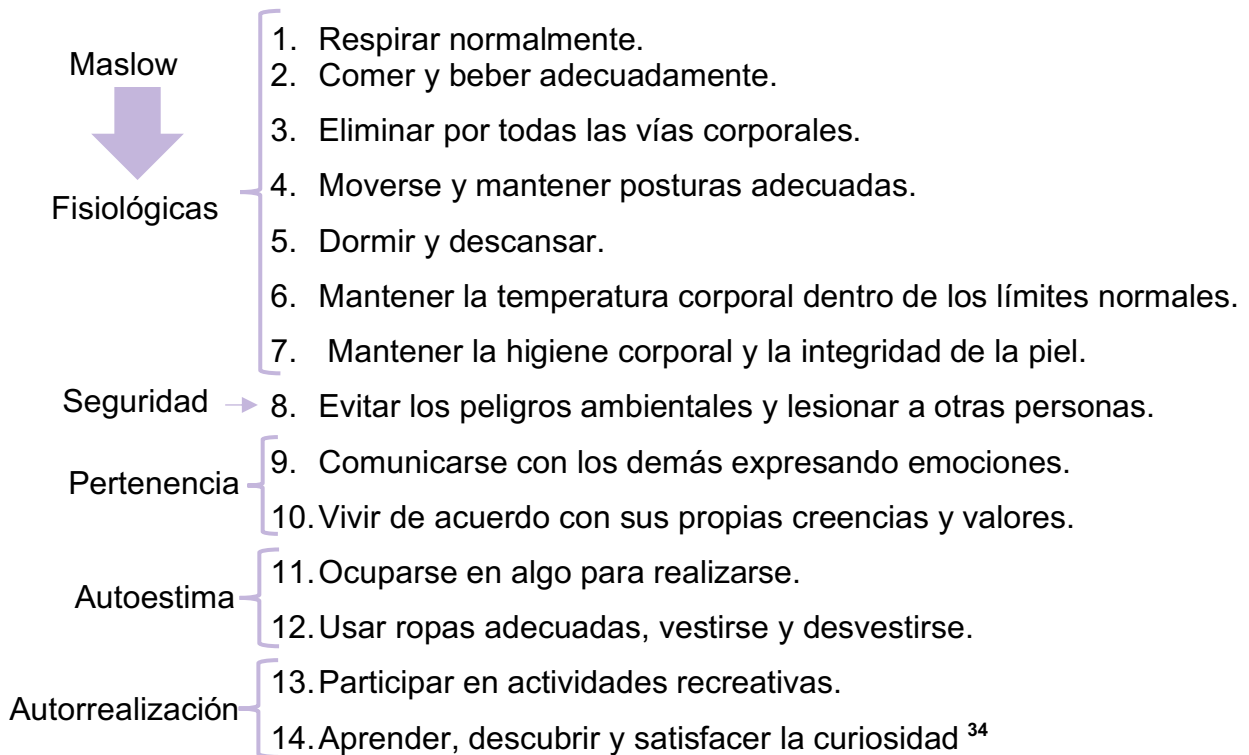 Maslow
Fisiológicas
1. Respirar normalmente.
2. Comer y beber adecuadamente.
3. Eliminar por todas las vías corporales.
4. Moverse y mantener posturas adecuadas.
5. Dormir y descansar.
6. Mantener la temperatura corporal dentro de los límites normales.
7. Mantener la higiene corporal y la integridad de la piel.
Seguridad
8. Evitar los peligros ambientales y lesionar a otras personas.
Pertenencia
9. Comunicarse con los demás expresando emociones.
10. Vivir de acuerdo con sus propias creencias y valores.
Autoestima
11. Ocuparse en algo para realizarse.
12. Usar ropas adecuadas, vestirse y desvestirse.
Autorrealización
13. Participar en actividades recreativas.
14. Aprender, descubrir y satisfacer la curiosidad 34